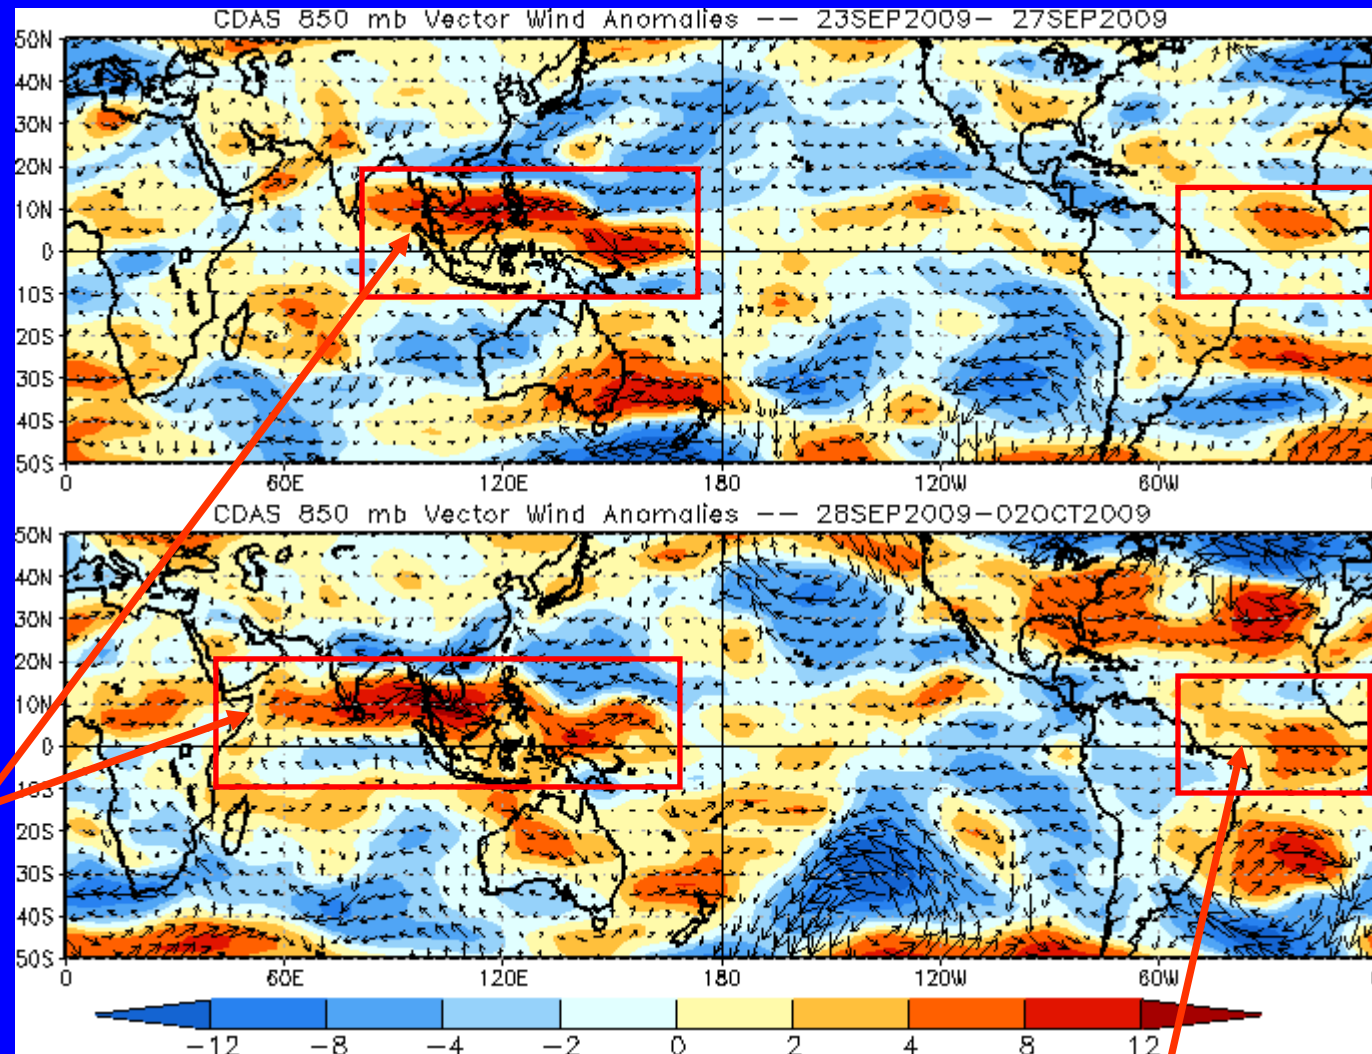 CDAS 850 mb Vector Wind Anomalies -- 23SEP2009- 27SEP2009
50N
40N
30N
20N
10N
0
10S
20S
30S
40S
50S
0 60E 120E 180 120W 60W
CDAS 850 mb Vector Wind Anomalies -- 28SEP2009-02OCT2009
50N
40N
30N
20N
10N
0
10S
20S
30S
40S
50S
0 60E 120E 180 120W 60W
-12 -8 -4 -2 0 2 4 8 12